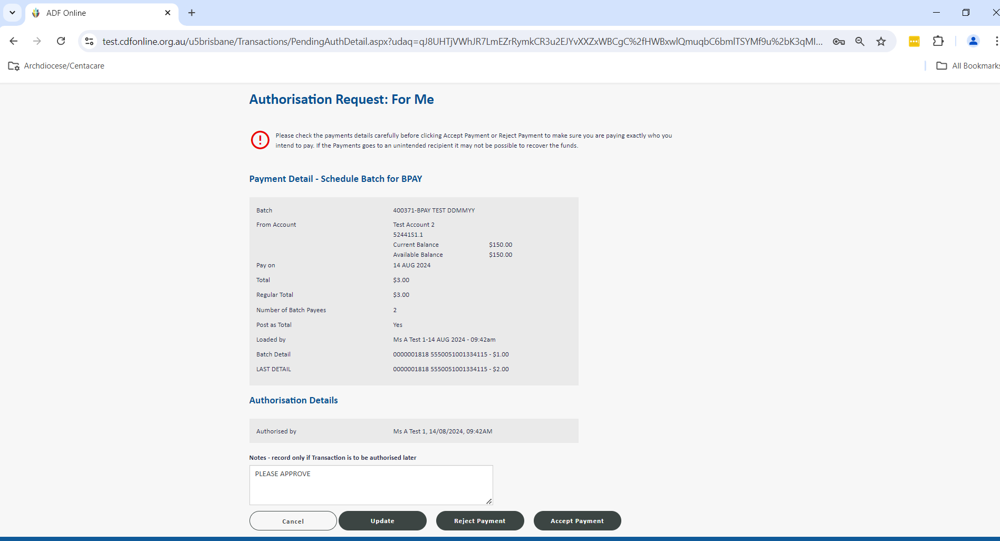 ADF Online
test.cdfonline.org.au/u5brisbane/Transactions/PendingAuthDetail.aspx?udaq=qJ8UHTjVWhJR7LmEZrRymkCR3u2EJYvXXZxWBCgC%2fHWBxwlQmuqbC6bmlTSYMf9u%2bK3qMI...
Archdiocese/Centacare
All Bookmarks
Authorisation Request: For Me
Please check the payments details carefully before clicking Accept Payment or Reject Payment to make sure you are paying exactly who you
intend to pay. If the Payments goes to an unintended recipient it may not be possible to recover the funds.
Payment Detail - Schedule Batch for BPAY
Batch 400371-BPAY TEST DDMMYY
From Account Test Account 2
52441S1.1
Current Balance $150.00
Available Balance $150.00
Pay on 14 AUG 2024
Total $3.00
Regular Total $3.00
Number of Batch Payees 2
Post as Total Yes
Loaded by Ms A Test 1-14 AUG 2024 - 09:42am
Batch Detail 0000001818 5550051001334115 - $1.00
LAST DETAIL 0000001818 5550051001334115 - $2.00
Authorisation Details
Authorised by Ms A Test 1, 14/08/2024, 09:42AM
Notes - record only if Transaction is to be authorised later
PLEASE APPROVE
Cancel Update Reject Payment Accept Payment